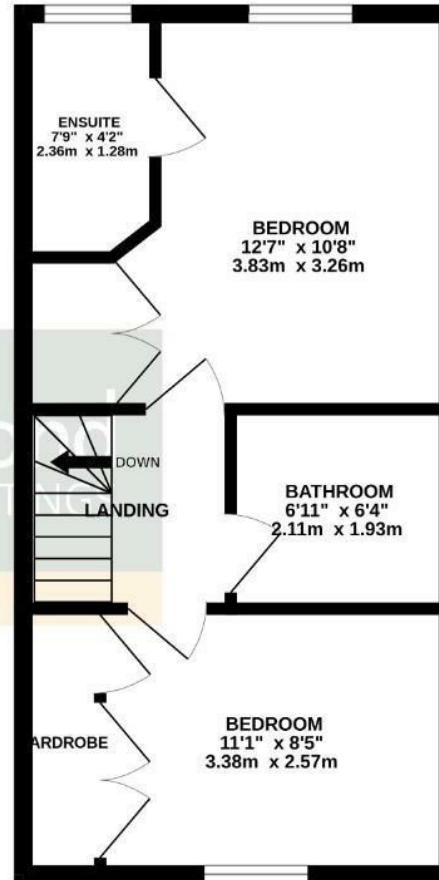 ENSUITE
7'9" x 4'2"
2.36m x 1.28m
BEDROOM
12'7" x 10'8"
3.83m x 3.26m
DOWN
LANDING
BATHROOM
6'11" x 6'4"
2.11m x 1.93m
BEDROOM
11'1" x 8'5"
3.38m x 2.57m
ARDROBE